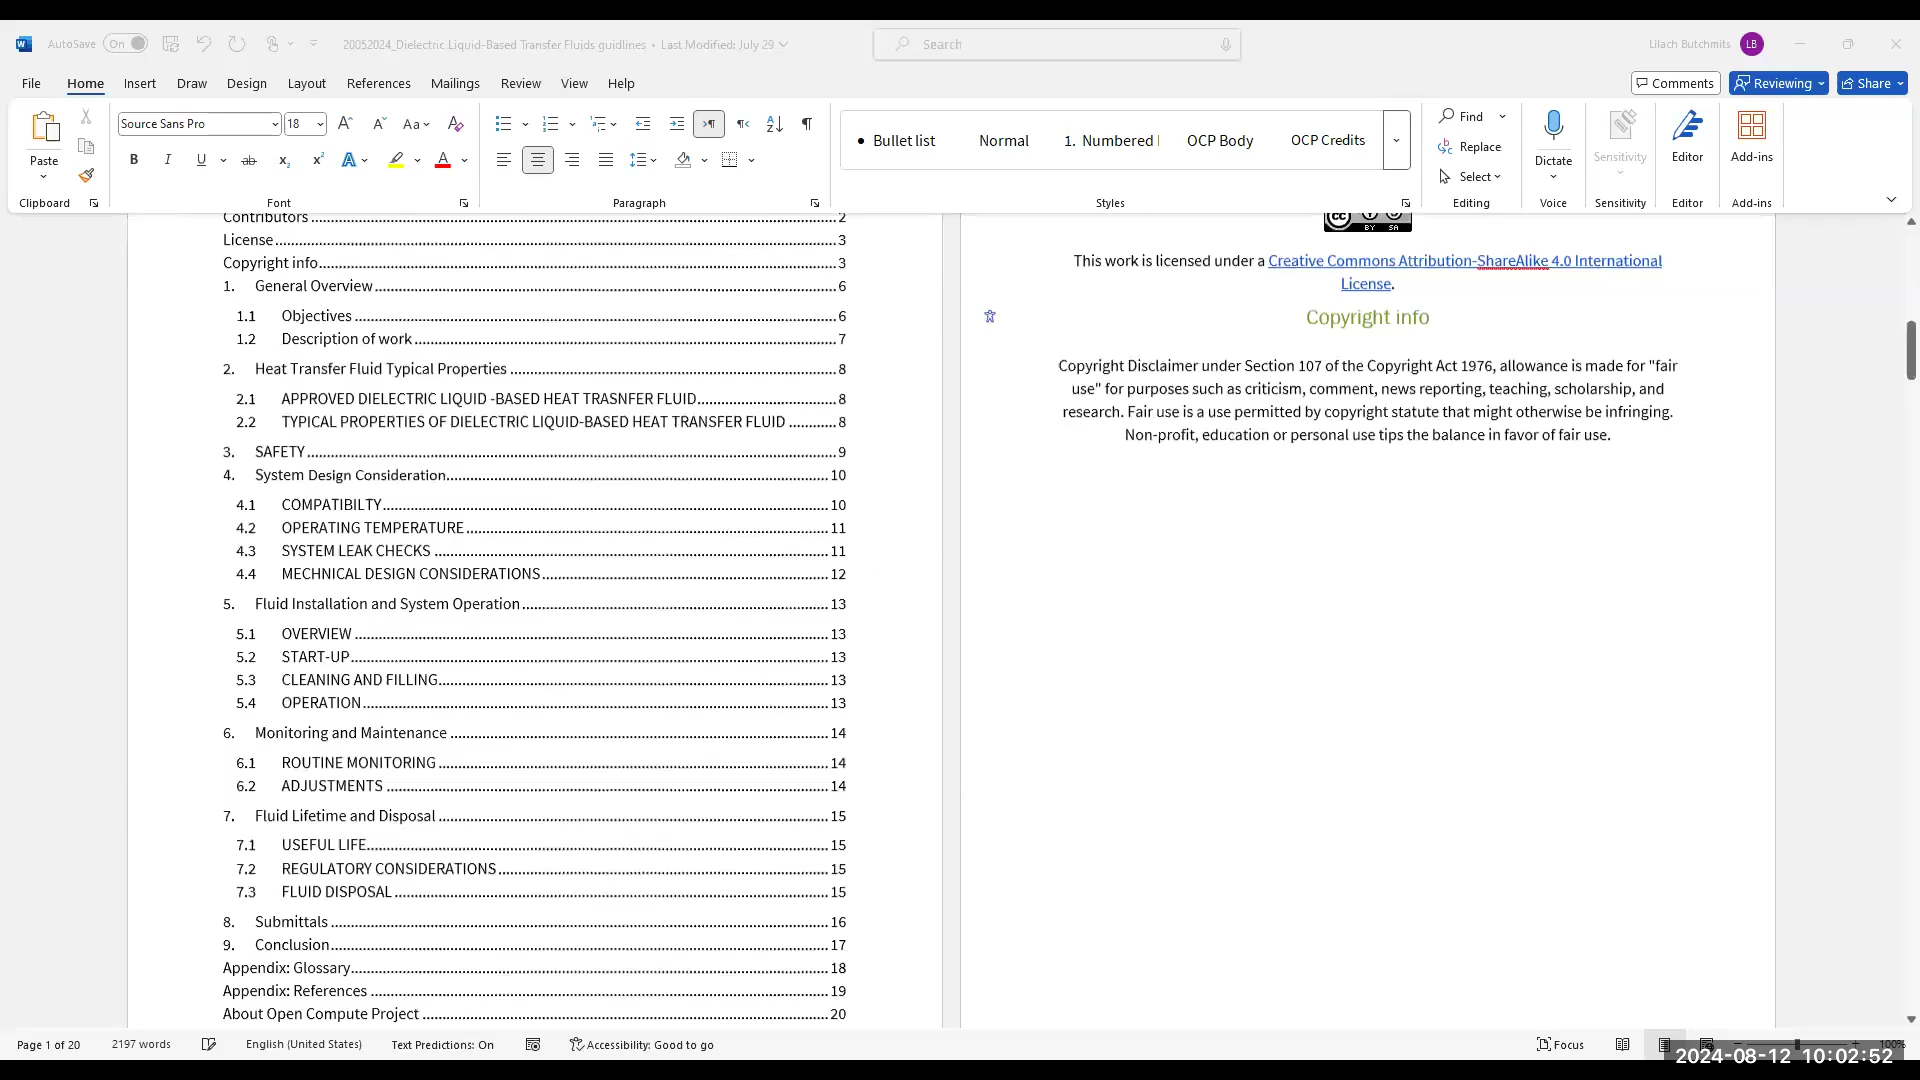 AutoSave On 20052024_Dielectric Liquid-Based Transfer Fluids guidlines • Last Modified: July 29 Search Lilach Butchmits LB
File Home Insert Draw Design Layout References Mailings Review View Help Comments Reviewing Share
Paste
Clipboard
Source Sans Pro 18
Font
Paragraph
• Bullet list Normal 1. Numbered l OCP Body OCP Credits
Styles
Find
Replace
Select
Editing
Dictate
Voice
Sensitivity
Sensitivity
Editor
Editor
Add-ins
Add-ins
Contributors 2
License 3
Copyright info 3
1. General Overview 6
1.1 Objectives 6
1.2 Description of work 7
2. Heat Transfer Fluid Typical Properties 8
2.1 APPROVED DIELECTRIC LIQUID -BASED HEAT TRASNFER FLUID 8
2.2 TYPICAL PROPERTIES OF DIELECTRIC LIQUID-BASED HEAT TRANSFER FLUID 8
3. SAFETY 9
4. System Design Consideration 10
4.1 COMPATIBILTY 10
4.2 OPERATING TEMPERATURE 11
4.3 SYSTEM LEAK CHECKS 11
4.4 MECHNICAL DESIGN CONSIDERATIONS 12
5. Fluid Installation and System Operation 13
5.1 OVERVIEW 13
5.2 START-UP 13
5.3 CLEANING AND FILLING 13
5.4 OPERATION 13
6. Monitoring and Maintenance 14
6.1 ROUTINE MONITORING 14
6.2 ADJUSTMENTS 14
7. Fluid Lifetime and Disposal 15
7.1 USEFUL LIFE 15
7.2 REGULATORY CONSIDERATIONS 15
7.3 FLUID DISPOSAL 15
8. Submittals 16
9. Conclusion 17
Appendix: Glossary 18
Appendix: References 19
About Open Compute Project 20
cc BY SA
This work is licensed under a Creative Commons Attribution-ShareAlike 4.0 International
License.
Copyright info
Copyright Disclaimer under Section 107 of the Copyright Act 1976, allowance is made for "fair
use" for purposes such as criticism, comment, news reporting, teaching, scholarship, and
research. Fair use is a use permitted by copyright statute that might otherwise be infringing.
Non-profit, education or personal use tips the balance in favor of fair use.
Page 1 of 20 2197 words English (United States) Text Predictions: On Accessibility: Good to go Focus 100%
2024-08-12 10:02:52